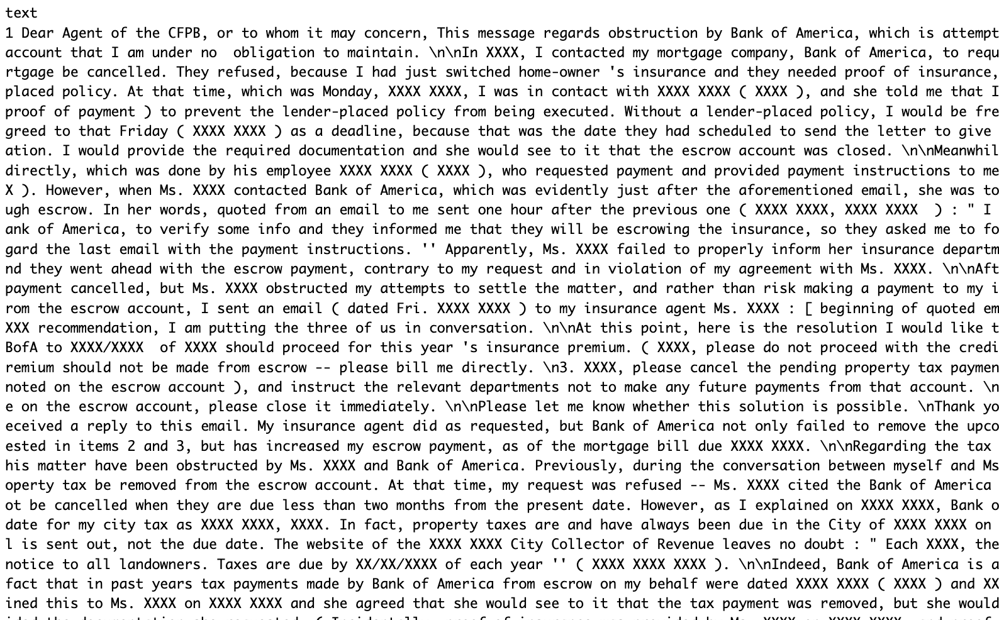 text
1 Dear Agent of the CFPB, or to whom it may concern, This message regards obstruction by Bank of America, which is attempt
account that I am under no  obligation to maintain. \n\nIn XXXX, I contacted my mortgage company, Bank of America, to requ
rtgage be cancelled. They refused, because I had just switched home-owner 's insurance and they needed proof of insurance,
placed policy. At that time, which was Monday, XXXX XXXX, I was in contact with XXXX XXXX ( XXXX ), and she told me that I
proof of payment ) to prevent the lender-placed policy from being executed. Without a lender-placed policy, I would be fre
greed to that Friday ( XXXX XXXX ) as a deadline, because that was the date they had scheduled to send the letter to give
ation. I would provide the required documentation and she would see to it that the escrow account was closed. \n\nMeanwhil
directly, which was done by his employee XXXX XXXX ( XXXX ), who requested payment and provided payment instructions to me
X ). However, when Ms. XXXX contacted Bank of America, which was evidently just after the aforementioned email, she was to
ugh escrow. In her words, quoted from an email to me sent one hour after the previous one ( XXXX XXXX, XXXX XXXX  ) : " I
ank of America, to verify some info and they informed me that they will be escrowing the insurance, so they asked me to fo
gard the last email with the payment instructions. '' Apparently, Ms. XXXX failed to properly inform her insurance departm
nd they went ahead with the escrow payment, contrary to my request and in violation of my agreement with Ms. XXXX. \n\nAft
payment cancelled, but Ms. XXXX obstructed my attempts to settle the matter, and rather than risk making a payment to my i
rom the escrow account, I sent an email ( dated Fri. XXXX XXXX ) to my insurance agent Ms. XXXX : [ beginning of quoted em
XXX recommendation, I am putting the three of us in conversation. \n\nAt this point, here is the resolution I would like t
BofA to XXXX/XXXX  of XXXX should proceed for this year 's insurance premium. ( XXXX, please do not proceed with the credi
remium should not be made from escrow -- please bill me directly. \n3. XXXX, please cancel the pending property tax paymen
noted on the escrow account ), and instruct the relevant departments not to make any future payments from that account. \n
e on the escrow account, please close it immediately. \n\nPlease let me know whether this solution is possible. \nThank yo
eceived a reply to this email. My insurance agent did as requested, but Bank of America not only failed to remove the upco
ested in items 2 and 3, but has increased my escrow payment, as of the mortgage bill due XXXX XXXX. \n\nRegarding the tax
his matter have been obstructed by Ms. XXXX and Bank of America. Previously, during the conversation between myself and Ms
operty tax be removed from the escrow account. At that time, my request was refused -- Ms. XXXX cited the Bank of America
ot be cancelled when they are due less than two months from the present date. However, as I explained on XXXX XXXX, Bank o
date for my city tax as XXXX XXXX, XXXX. In fact, property taxes are and have always been due in the City of XXXX XXXX on
l is sent out, not the due date. The website of the XXXX XXXX City Collector of Revenue leaves no doubt : " Each XXXX, the
notice to all landowners. Taxes are due by XX/XX/XXXX of each year '' ( XXXX XXXX XXXX ). \n\nIndeed, Bank of America is a
fact that in past years tax payments made by Bank of America from escrow on my behalf were dated XXXX XXXX ( XXXX ) and XX
ined this to Ms. XXXX on XXXX XXXX and she agreed that she would see to it that the tax payment was removed, but she would